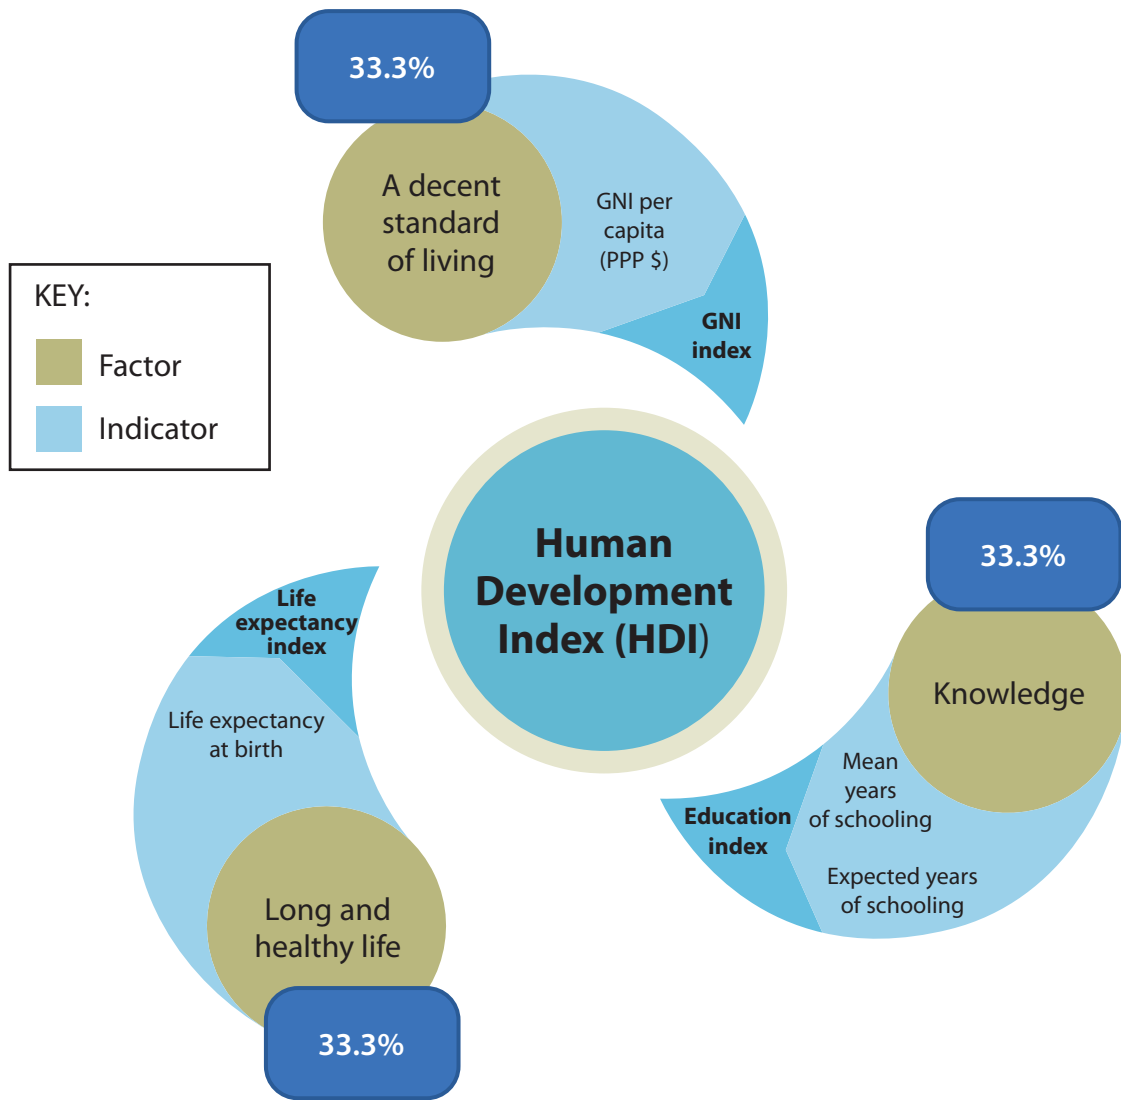 33.3%
A decent
standard
of living
GNI per
capita
(PPP $)
GNI
index
KEY:
Factor
Indicator
Human
Development
Index (HDI)
33.3%
Knowledge
Mean
years
of schooling
Expected years
of schooling
Education
index
Life
expectancy
index
Life expectancy
at birth
Long and
healthy life
33.3%